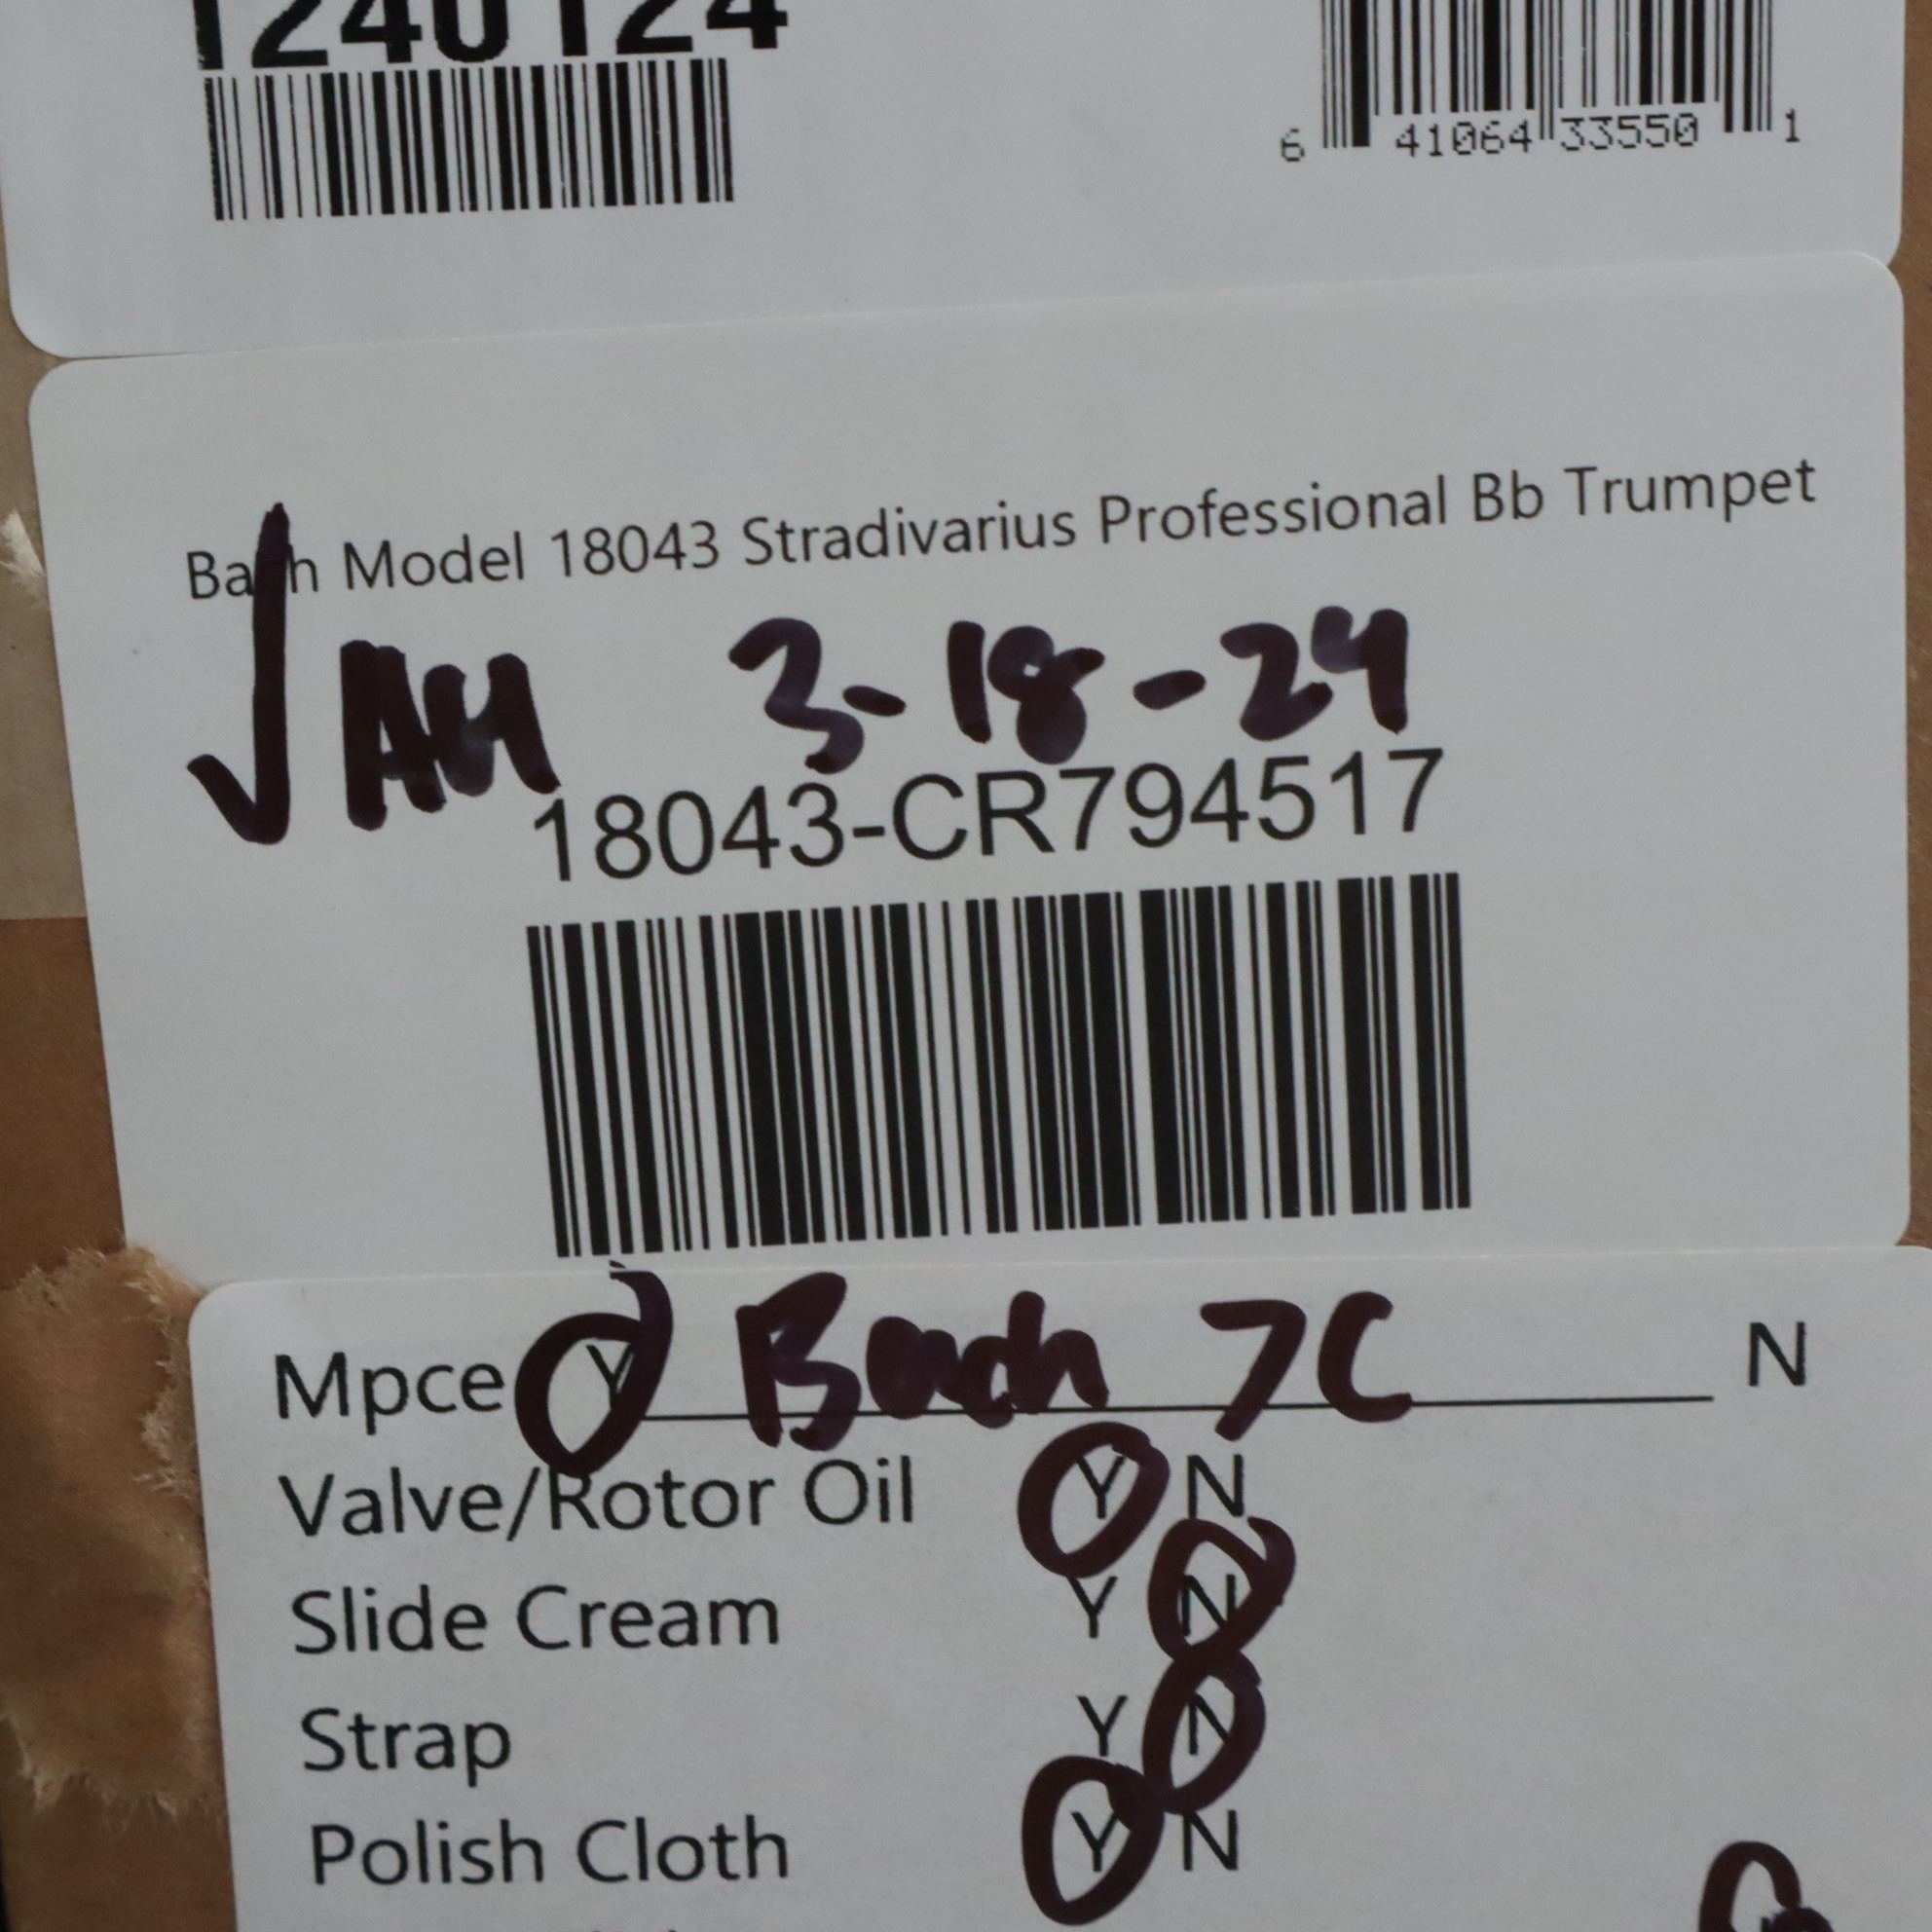 1240124
6 41064 33550 1
Bach Model 18043 Stradivarius Professional Bb Trumpet
√ AH 3-18-24
18043-CR794517
Mpce Y Bach 7C N
Valve/Rotor Oil Y N
Slide Cream Y N
Strap Y N
Polish Cloth Y N